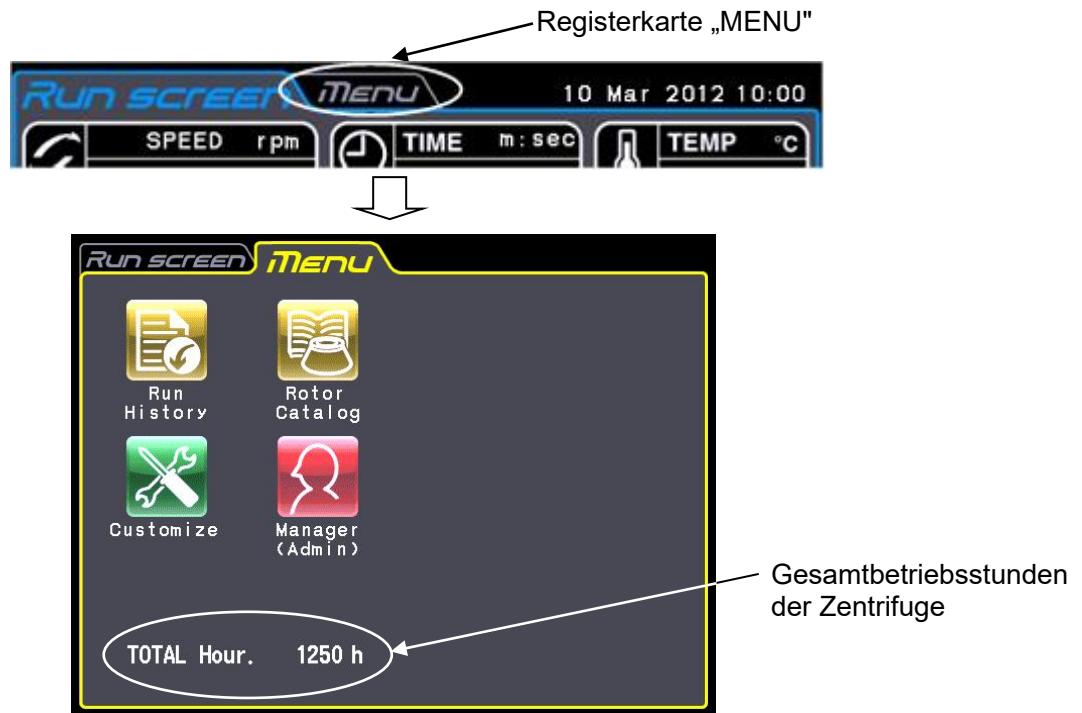 Registerkarte „MENU"
Run screen Menu 10 Mar 2012 10:00
SPEED rpm TIME m:sec TEMP °C
Run screen Menu
Run History
Rotor Catalog
Customize
Manager (Admin)
Gesamtbetriebsstunden
der Zentrifuge
TOTAL Hour. 1250 h